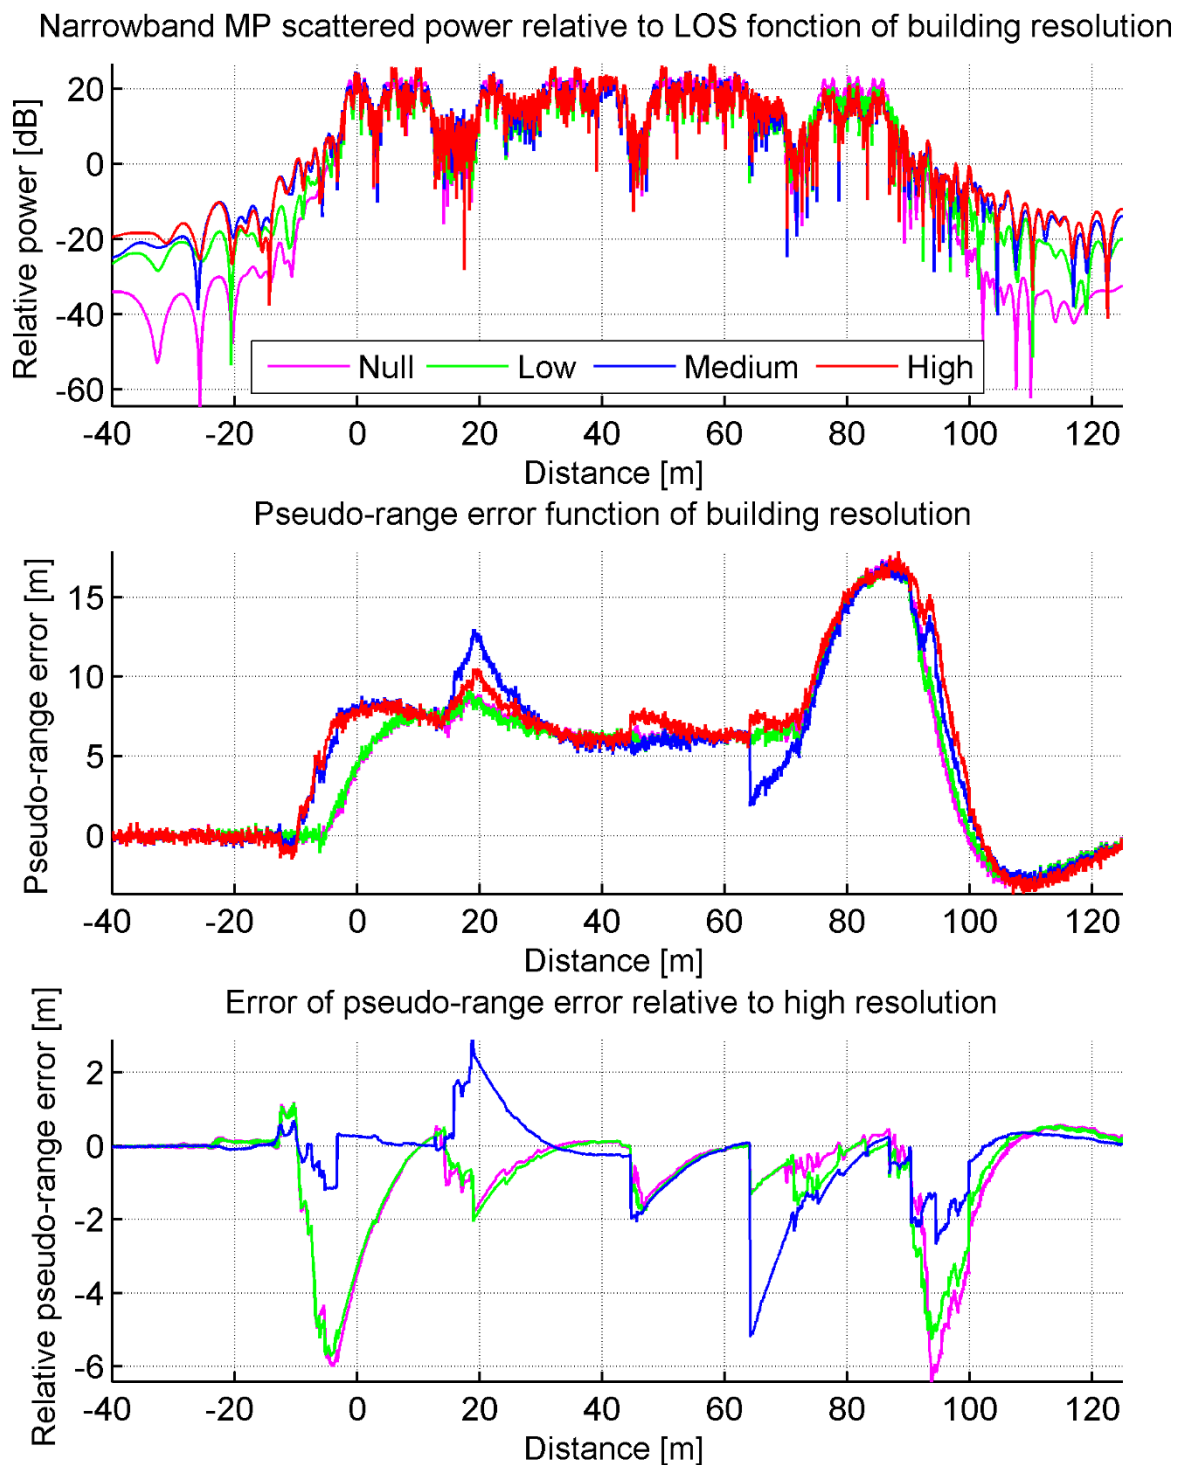 Narrowband MP scattered power relative to LOS fonction of building resolution
Relative power [dB]
20
0
-20
-40
-60
Null
Low
Medium
High
-40 -20 0 20 40 60 80 100 120
Distance [m]
Pseudo-range error function of building resolution
Pseudo-range error [m]
15
10
5
0
-40 -20 0 20 40 60 80 100 120
Distance [m]
Error of pseudo-range error relative to high resolution
Relative pseudo-range error [m]
2
0
-2
-4
-6
-40 -20 0 20 40 60 80 100 120
Distance [m]